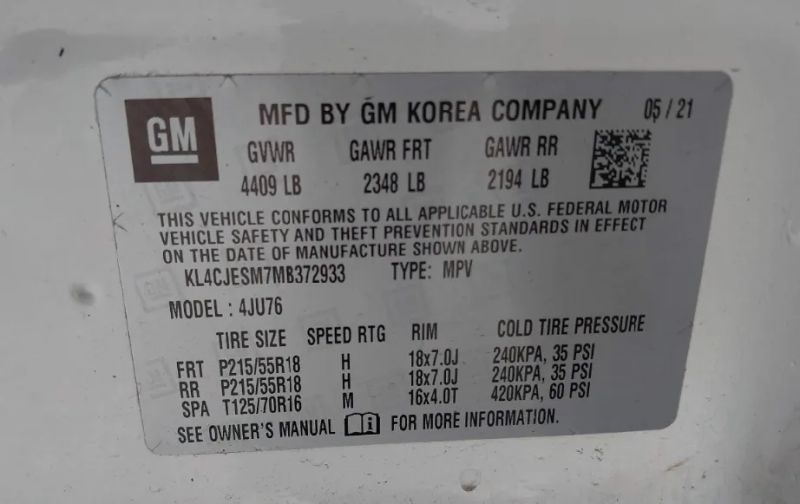 GM MFD BY GM KOREA COMPANY 05/21
GVWR GAWR FRT GAWR RR
4409 LB 2348 LB 2194 LB
THIS VEHICLE CONFORMS TO ALL APPLICABLE U.S. FEDERAL MOTOR
VEHICLE SAFETY AND THEFT PREVENTION STANDARDS IN EFFECT
ON THE DATE OF MANUFACTURE SHOWN ABOVE.
KL4CJESM7MB372933 TYPE: MPV
MODEL : 4JU76
TIRE SIZE SPEED RTG RIM COLD TIRE PRESSURE
FRT P215/55R18 H 18x7.0J 240KPA, 35 PSI
RR P215/55R18 H 18x7.0J 240KPA, 35 PSI
SPA T125/70R16 M 16x4.0T 420KPA, 60 PSI
SEE OWNER'S MANUAL FOR MORE INFORMATION.